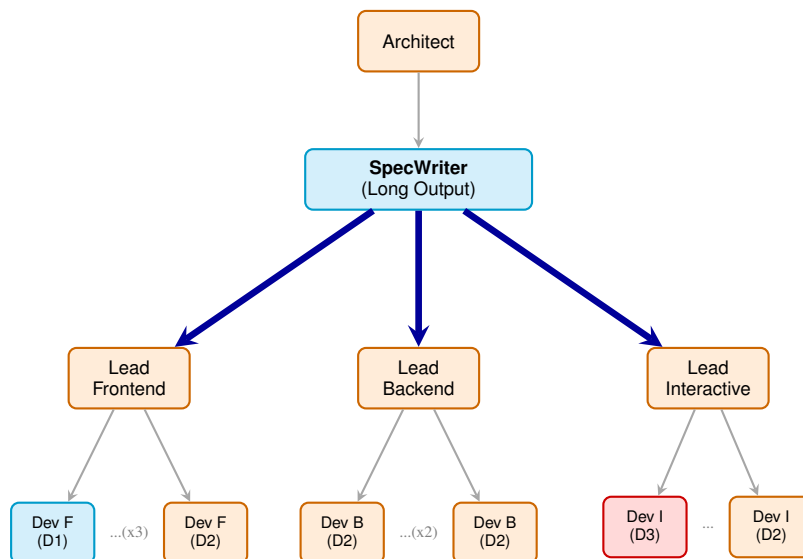 Architect
SpecWriter
(Long Output)
Lead
Frontend
Lead
Backend
Lead
Interactive
Dev F
(D1)
...(x3)
Dev F
(D2)
Dev B
(D2)
...(x2)
Dev B
(D2)
Dev I
(D3)
...
Dev I
(D2)